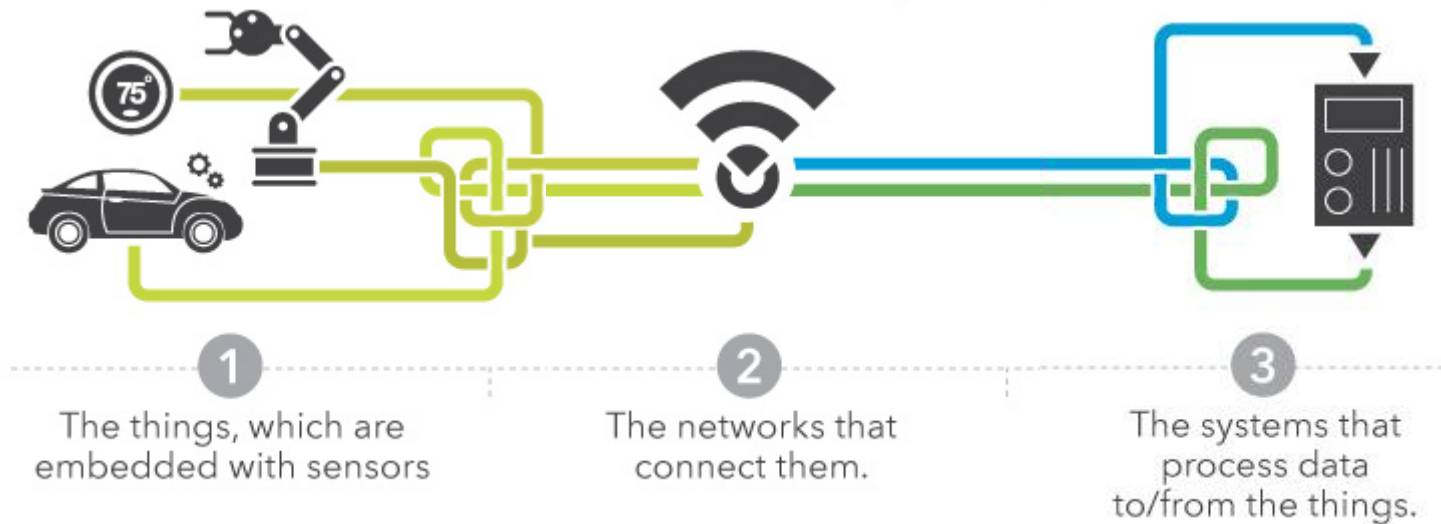 75°
1
The things, which are
embedded with sensors
2
The networks that
connect them.
3
The systems that
process data
to/from the things.